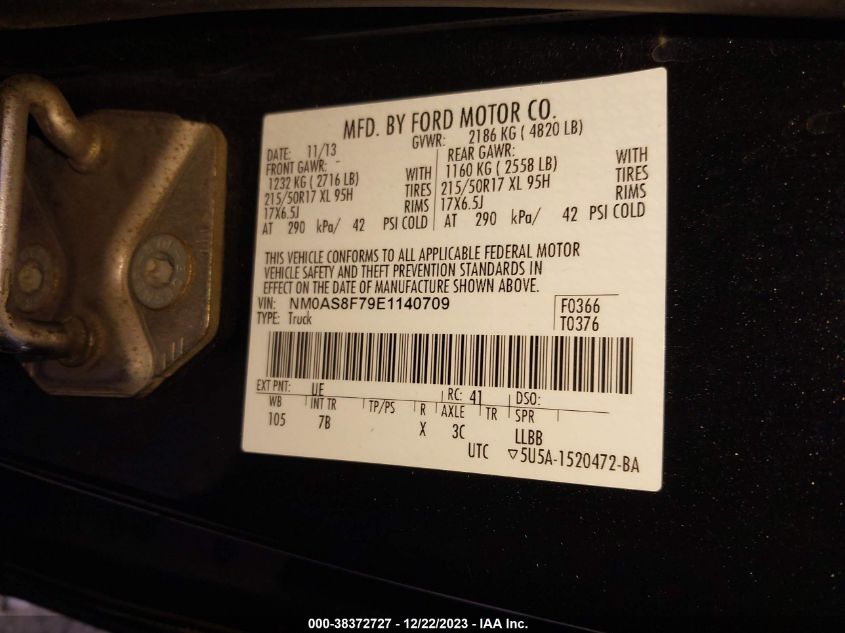 MFD. BY FORD MOTOR CO.
DATE: 11/13 GVWR: 2186 KG ( 4820 LB)
FRONT GAWR: - REAR GAWR:
1232 KG ( 2716 LB) WITH 1160 KG ( 2558 LB) WITH
215/50R17 XL 95H TIRES 215/50R17 XL 95H TIRES
17X6.5J RIMS 17X6.5J RIMS
AT 290 kPa/ 42 PSI COLD AT 290 kPa/ 42 PSI COLD
THIS VEHICLE CONFORMS TO ALL APPLICABLE FEDERAL MOTOR
VEHICLE SAFETY AND THEFT PREVENTION STANDARDS IN
EFFECT ON THE DATE OF MANUFACTURE SHOWN ABOVE.
VIN: NM0AS8F79E1140709 F0366
TYPE: Truck T0376
EXT PNT: UE RC: 41 DSO:
WB INT TR TP/PS R AXLE TR SPR
105 7B X 3C LLBB
UTC ▽5U5A-1520472-BA
000-38372727 - 12/22/2023 - IAA Inc.